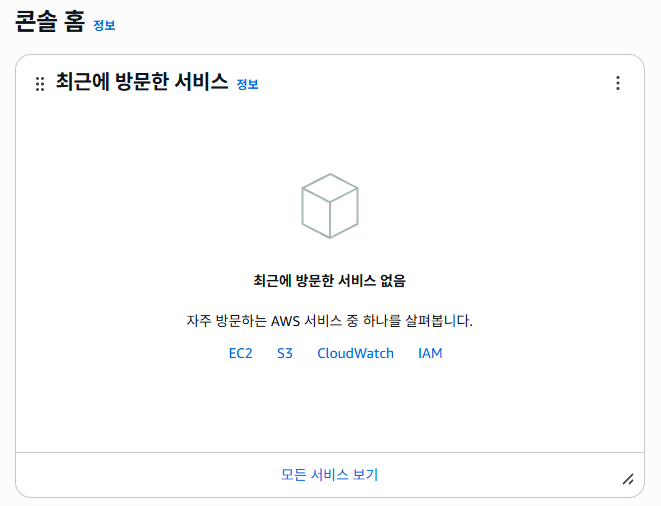 콘솔 홈 정보
최근에 방문한 서비스 정보
최근에 방문한 서비스 없음
자주 방문하는 AWS 서비스 중 하나를 살펴봅니다.
EC2 S3 CloudWatch IAM
모든 서비스 보기